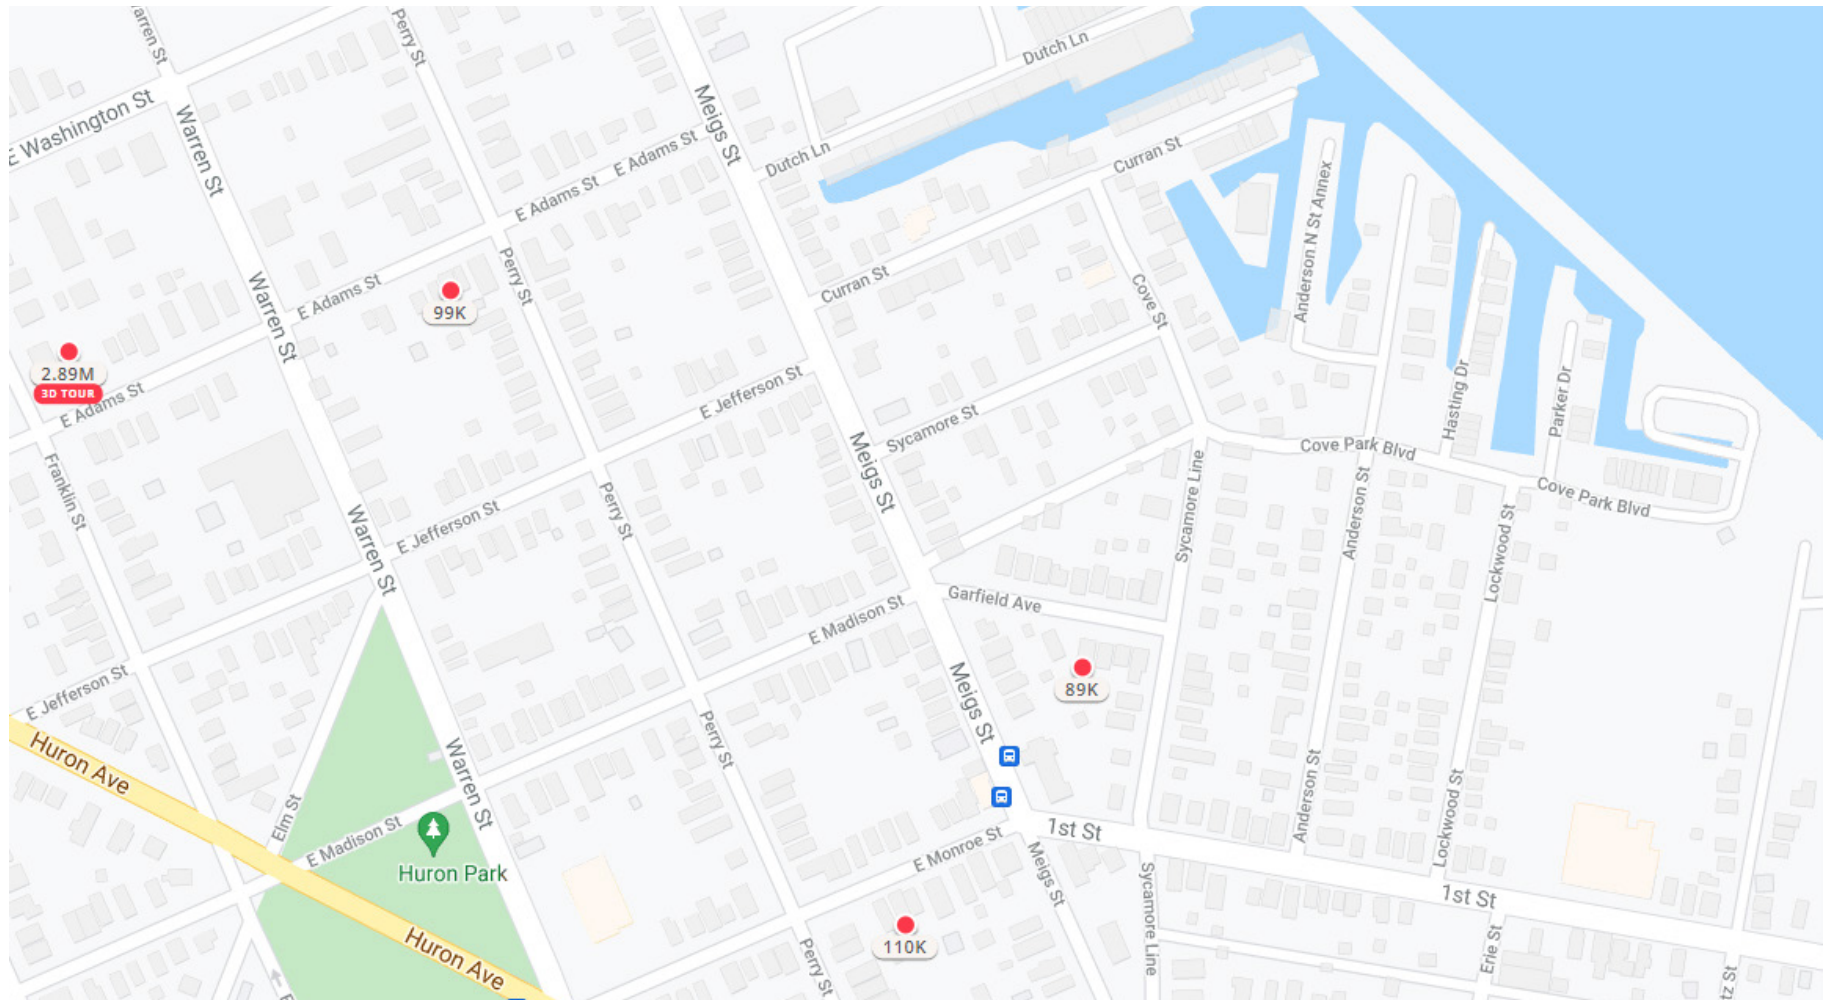 Warren St
Perry St
Dutch Ln
E Washington St
Meigs St
Warren St
E Adams St
Dutch Ln
Curran St
E Adams St
Anderson N St Annex
Perry St
Curran St
Cove St
E Adams St
Warren St
99K
2.89M
3D TOUR
E Adams St
E Jefferson St
Hasting Dr
Parker Dr
Sycamore St
Meigs St
Cove Park Blvd
Cove Park Blvd
Franklin St
Perry St
E Jefferson St
Warren St
Sycamore Line
Anderson St
Lockwood St
Garfield Ave
E Madison St
E Jefferson St
89K
Meigs St
Perry St
Huron Ave
Warren St
Elm St
E Madison St
Huron Park
Anderson St
Lockwood St
1st St
E Monroe St
Meigs St
1st St
Sycamore Line
110K
Huron Ave
Perry St
Erie St
tz St